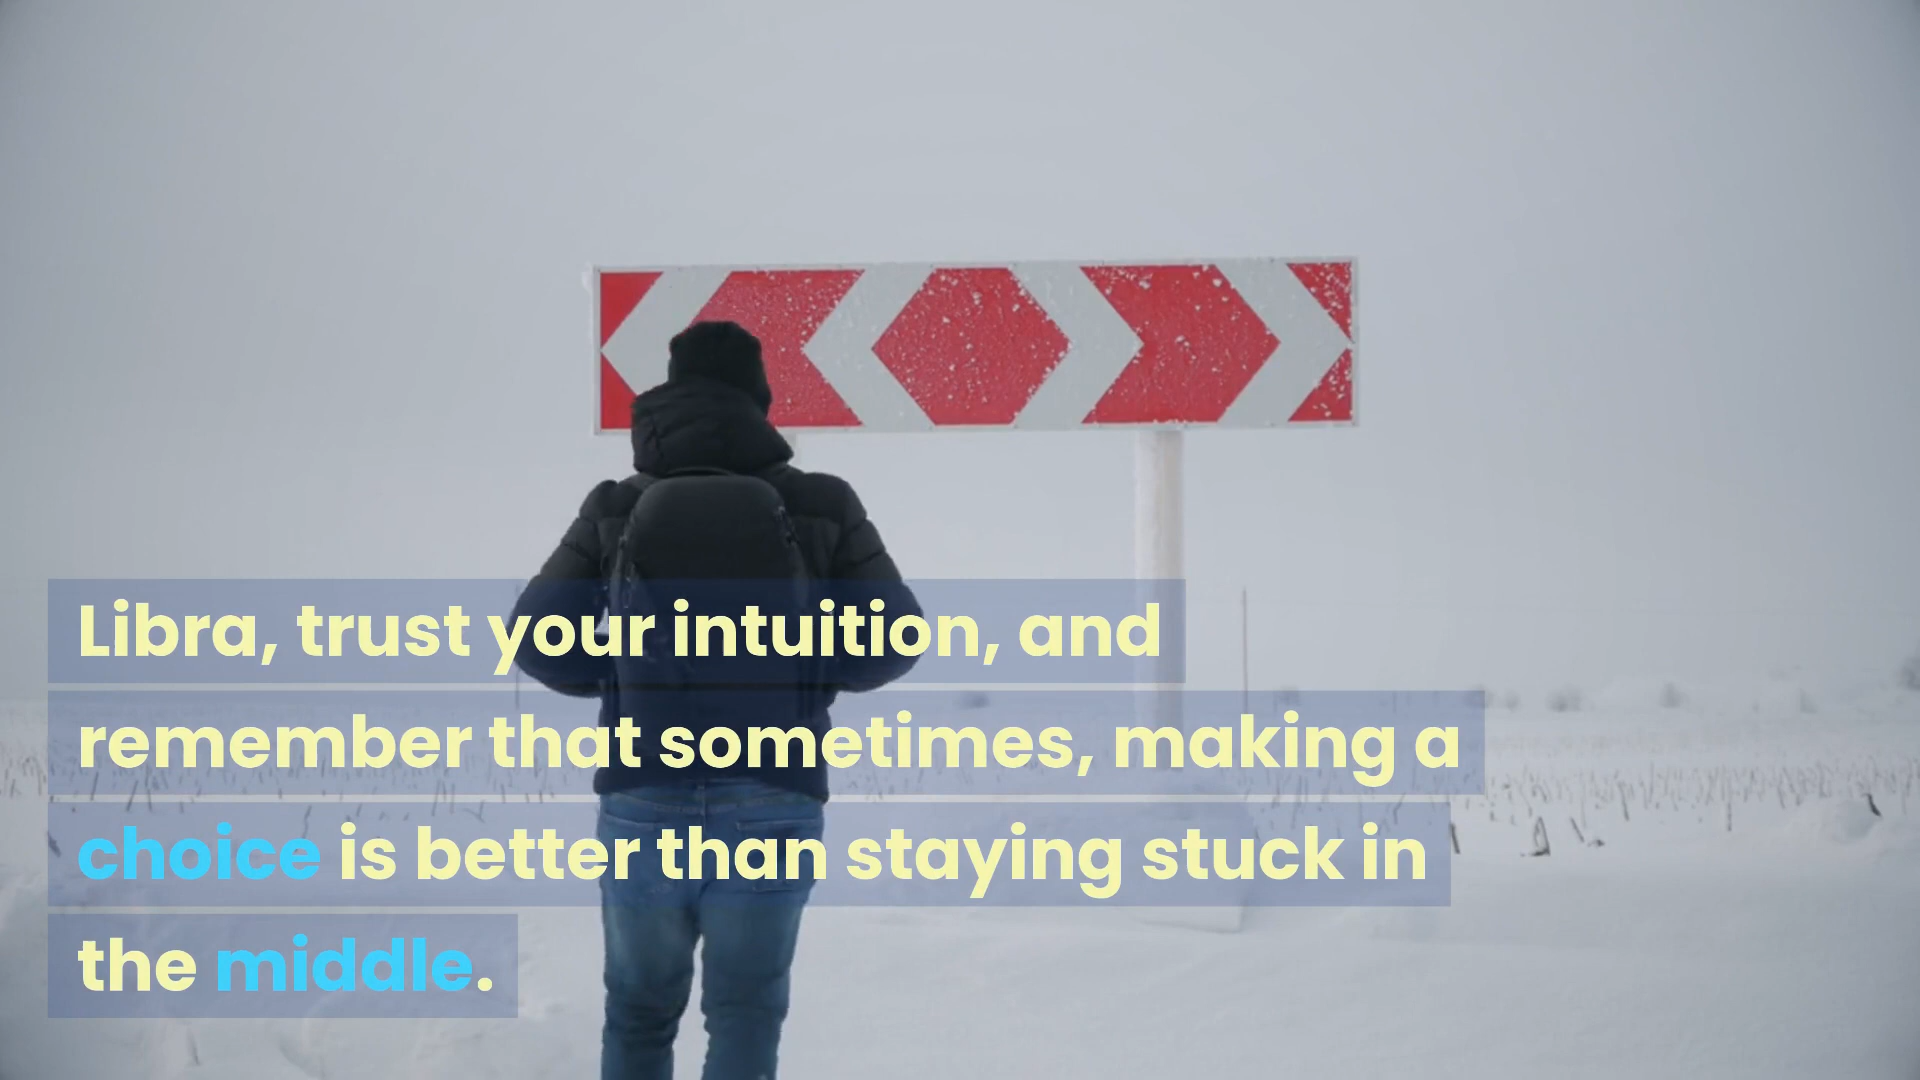 Libra, trust your intuition, and
remember that sometimes, making a
choice is better than staying stuck in
the middle.